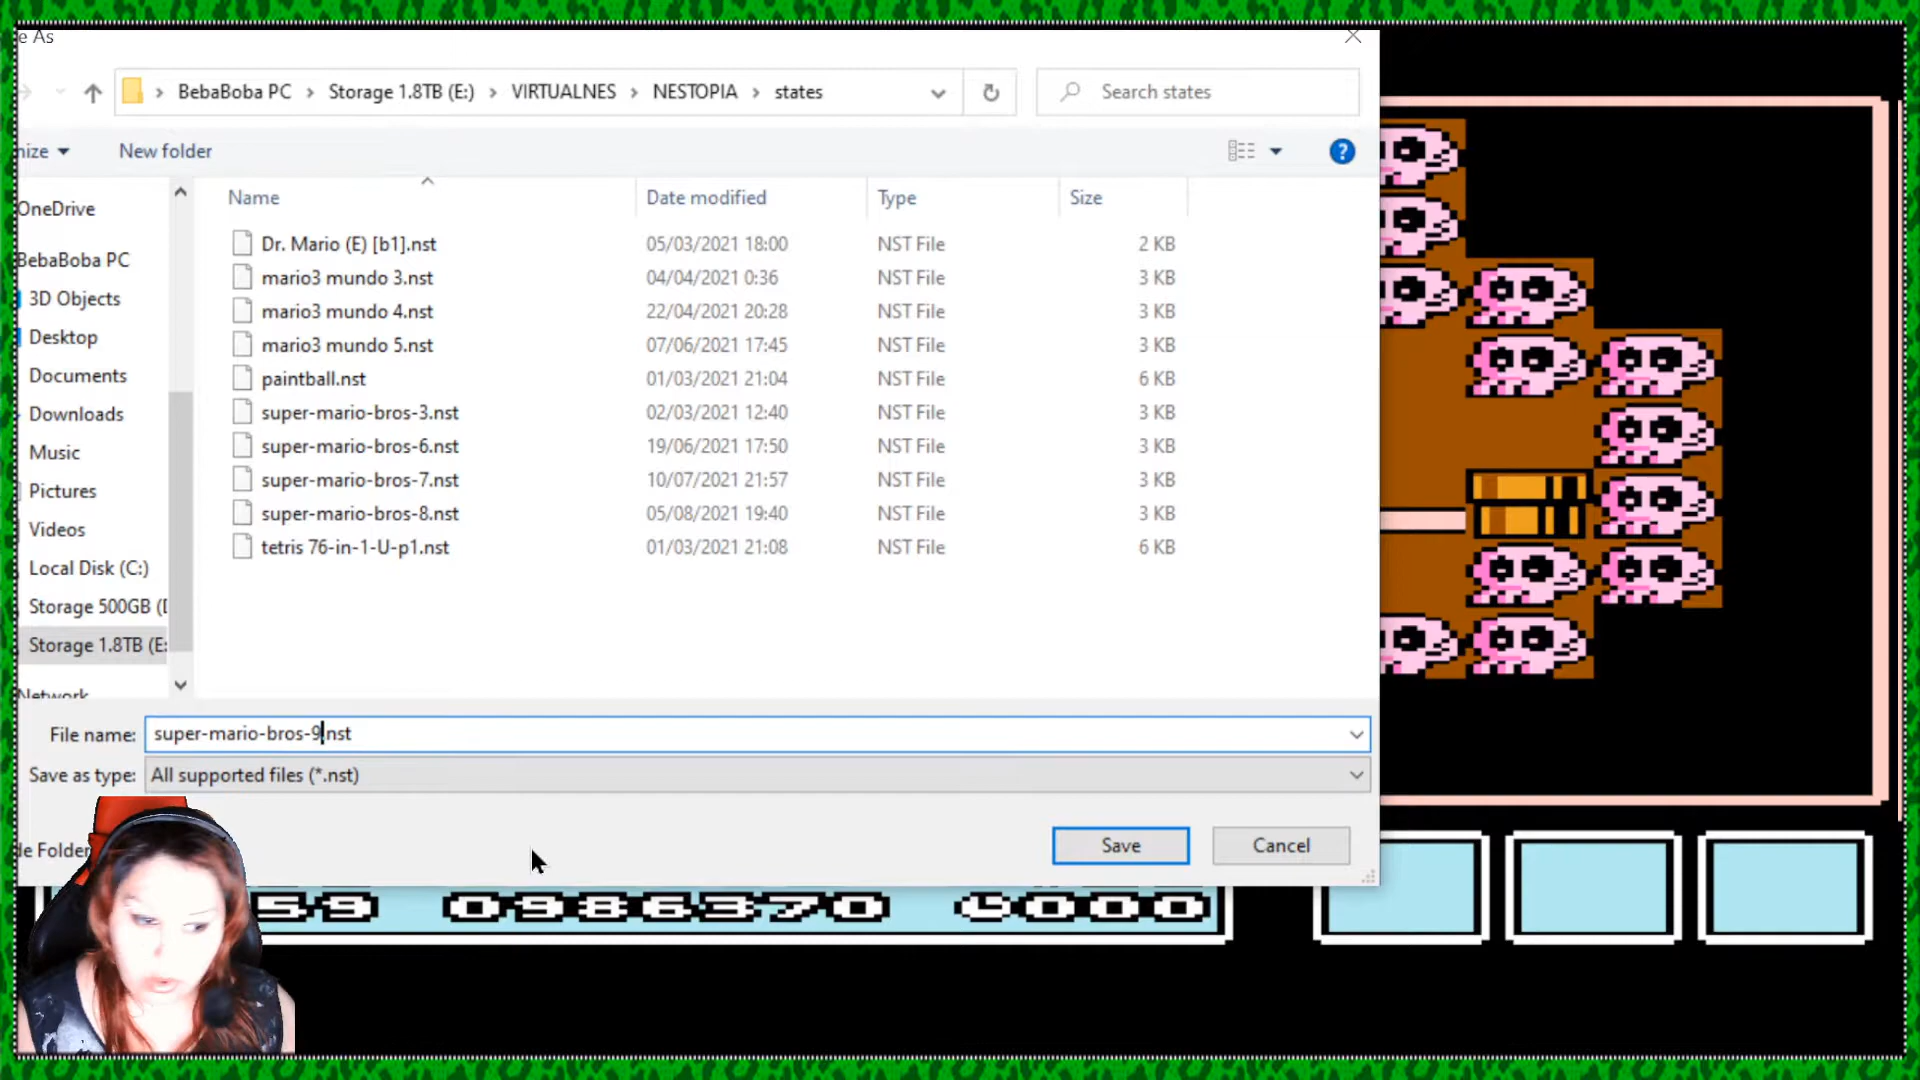 e As
BebaBoba PC > Storage 1.8TB (E:) > VIRTUALNES > NESTOPIA > states
Search states
nize
New folder
Name Date modified Type Size
OneDrive
BebaBoba PC
3D Objects
Desktop
Documents
Downloads
Music
Pictures
Videos
Local Disk (C:)
Storage 500GB (
Storage 1.8TB (E:
Network
Dr. Mario (E) [b1].nst 05/03/2021 18:00 NST File 2 KB
mario3 mundo 3.nst 04/04/2021 0:36 NST File 3 KB
mario3 mundo 4.nst 22/04/2021 20:28 NST File 3 KB
mario3 mundo 5.nst 07/06/2021 17:45 NST File 3 KB
paintball.nst 01/03/2021 21:04 NST File 6 KB
super-mario-bros-3.nst 02/03/2021 12:40 NST File 3 KB
super-mario-bros-6.nst 19/06/2021 17:50 NST File 3 KB
super-mario-bros-7.nst 10/07/2021 21:57 NST File 3 KB
super-mario-bros-8.nst 05/08/2021 19:40 NST File 3 KB
tetris 76-in-1-U-p1.nst 01/03/2021 21:08 NST File 6 KB
File name: super-mario-bros-9.nst
Save as type: All supported files (*.nst)
de Folder
Save
Cancel
59 0986370 000